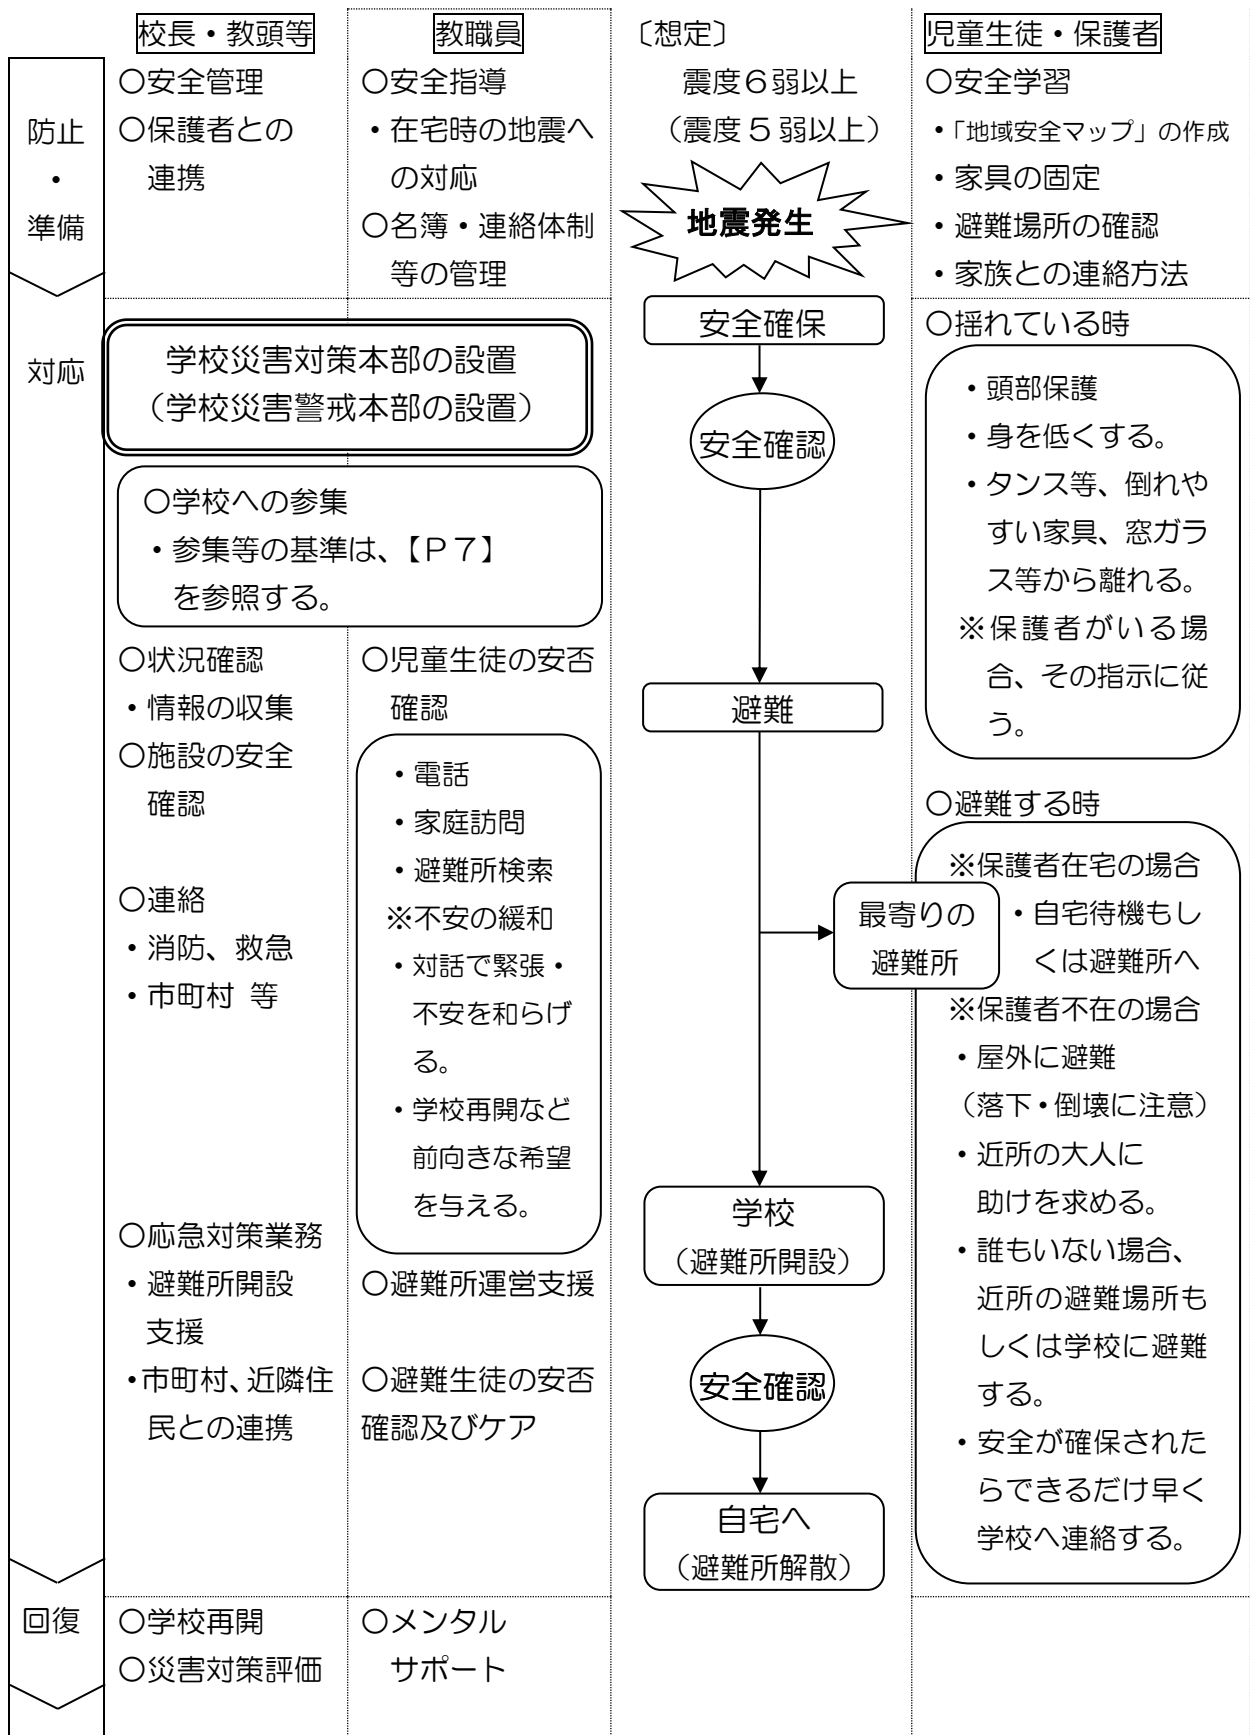 校長・教頭等
教職員
〔想定〕
児童生徒・保護者
防止
・
準備
〇安全管理
〇保護者との
連携
〇安全指導
・在宅時の地震へ
の対応
〇名簿・連絡体制
等の管理
震度６弱以上
（震度５弱以上）
地震発生
〇安全学習
・「地域安全マップ」の作成
・家具の固定
・避難場所の確認
・家族との連絡方法
対応
学校災害対策本部の設置
（学校災害警戒本部の設置）
〇学校への参集
・参集等の基準は、【Ｐ７】
を参照する。
〇状況確認
・情報の収集
〇施設の安全
確認
〇連絡
・消防、救急
・市町村 等
〇応急対策業務
・避難所開設
支援
・市町村、近隣住
民との連携
〇児童生徒の安否
確認
・電話
・家庭訪問
・避難所検索
※不安の緩和
・対話で緊張・
不安を和らげ
る。
・学校再開など
前向きな希望
を与える。
〇避難所運営支援
〇避難生徒の安否
確認及びケア
安全確保
安全確認
避難
最寄りの
避難所
学校
（避難所開設）
安全確認
自宅へ
（避難所解散）
〇揺れている時
・頭部保護
・身を低くする。
・タンス等、倒れや
すい家具、窓ガラ
ス等から離れる。
※保護者がいる場
合、その指示に従
う。
〇避難する時
※保護者在宅の場合
・自宅待機もし
くは避難所へ
※保護者不在の場合
・屋外に避難
（落下・倒壊に注意）
・近所の大人に
助けを求める。
・誰もいない場合、
近所の避難場所も
しくは学校に避難
する。
・安全が確保された
らできるだけ早く
学校へ連絡する。
回復
〇学校再開
〇災害対策評価
〇メンタル
サポート